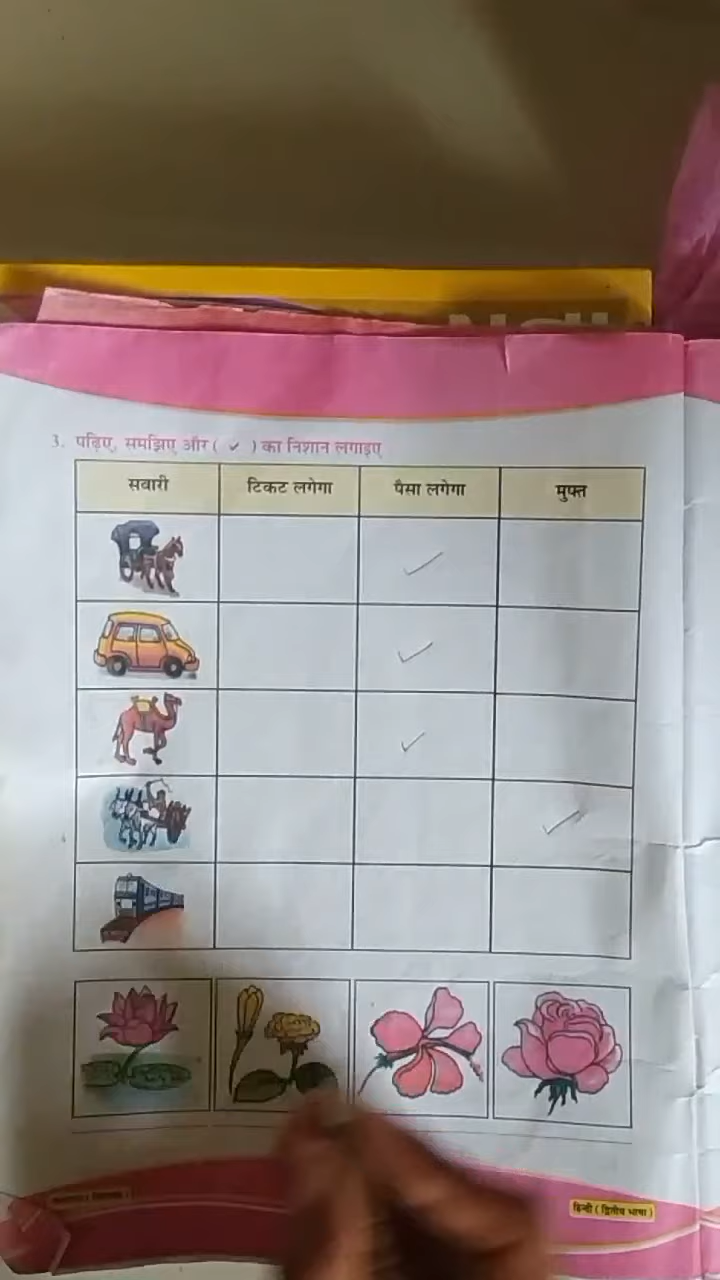 3. पढ़िए, समझिए और ( ✓ ) का निशान लगाइए
सवारी टिकट लगेगा पैसा लगेगा मुफ्त
✓
✓
✓
✓
हिन्दी ( द्वितीय भाषा )